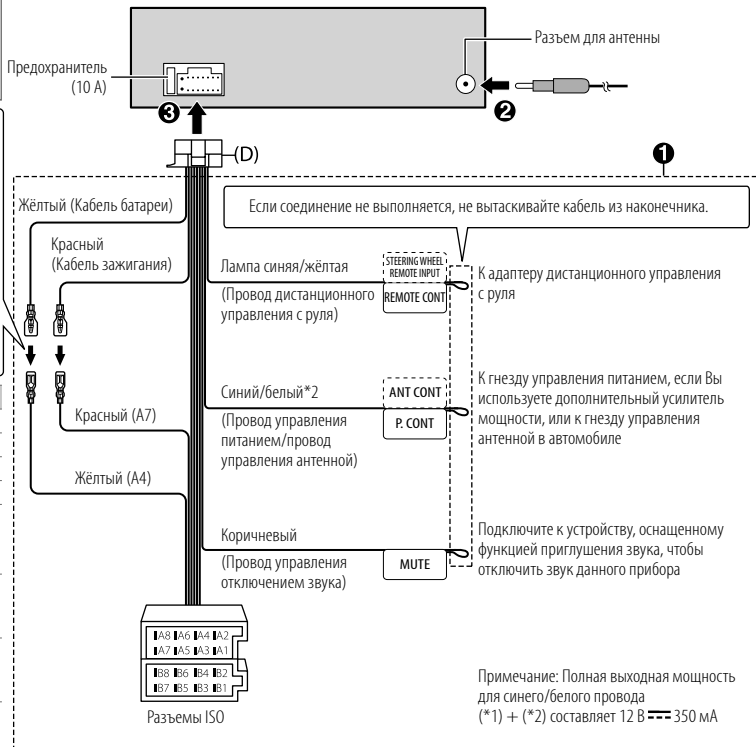 Разъем для антенны
Предохранитель
(10 A)
❸
❷
(D)
❶
Жёлтый (Кабель батареи)
Если соединение не выполняется, не вытаскивайте кабель из наконечника.
Красный
(Кабель зажигания)
Лампа синяя/жёлтая
(Провод дистанционного
управления с руля)
STEERING WHEEL
REMOTE INPUT
REMOTE CONT
К адаптеру дистанционного управления
с руля
Синий/белый*2
(Провод управления
питанием/провод
управления антенной)
ANT CONT
P. CONT
К гнезду управления питанием, если Вы
используете дополнительный усилитель
мощности, или к гнезду управления
антенной в автомобиле
Красный (A7)
Жёлтый (A4)
Коричневый
(Провод управления
отключением звука)
MUTE
Подключите к устройству, оснащенному
функцией приглушения звука, чтобы
отключить звук данного прибора
A8 A6 A4 A2
A7 A5 A3 A1
B8 B6 B4 B2
B7 B5 B3 B1
Разъемы ISO
Примечание: Полная выходная мощность
для синего/белого провода
(*1) + (*2) составляет 12 В ⎓ 350 мА